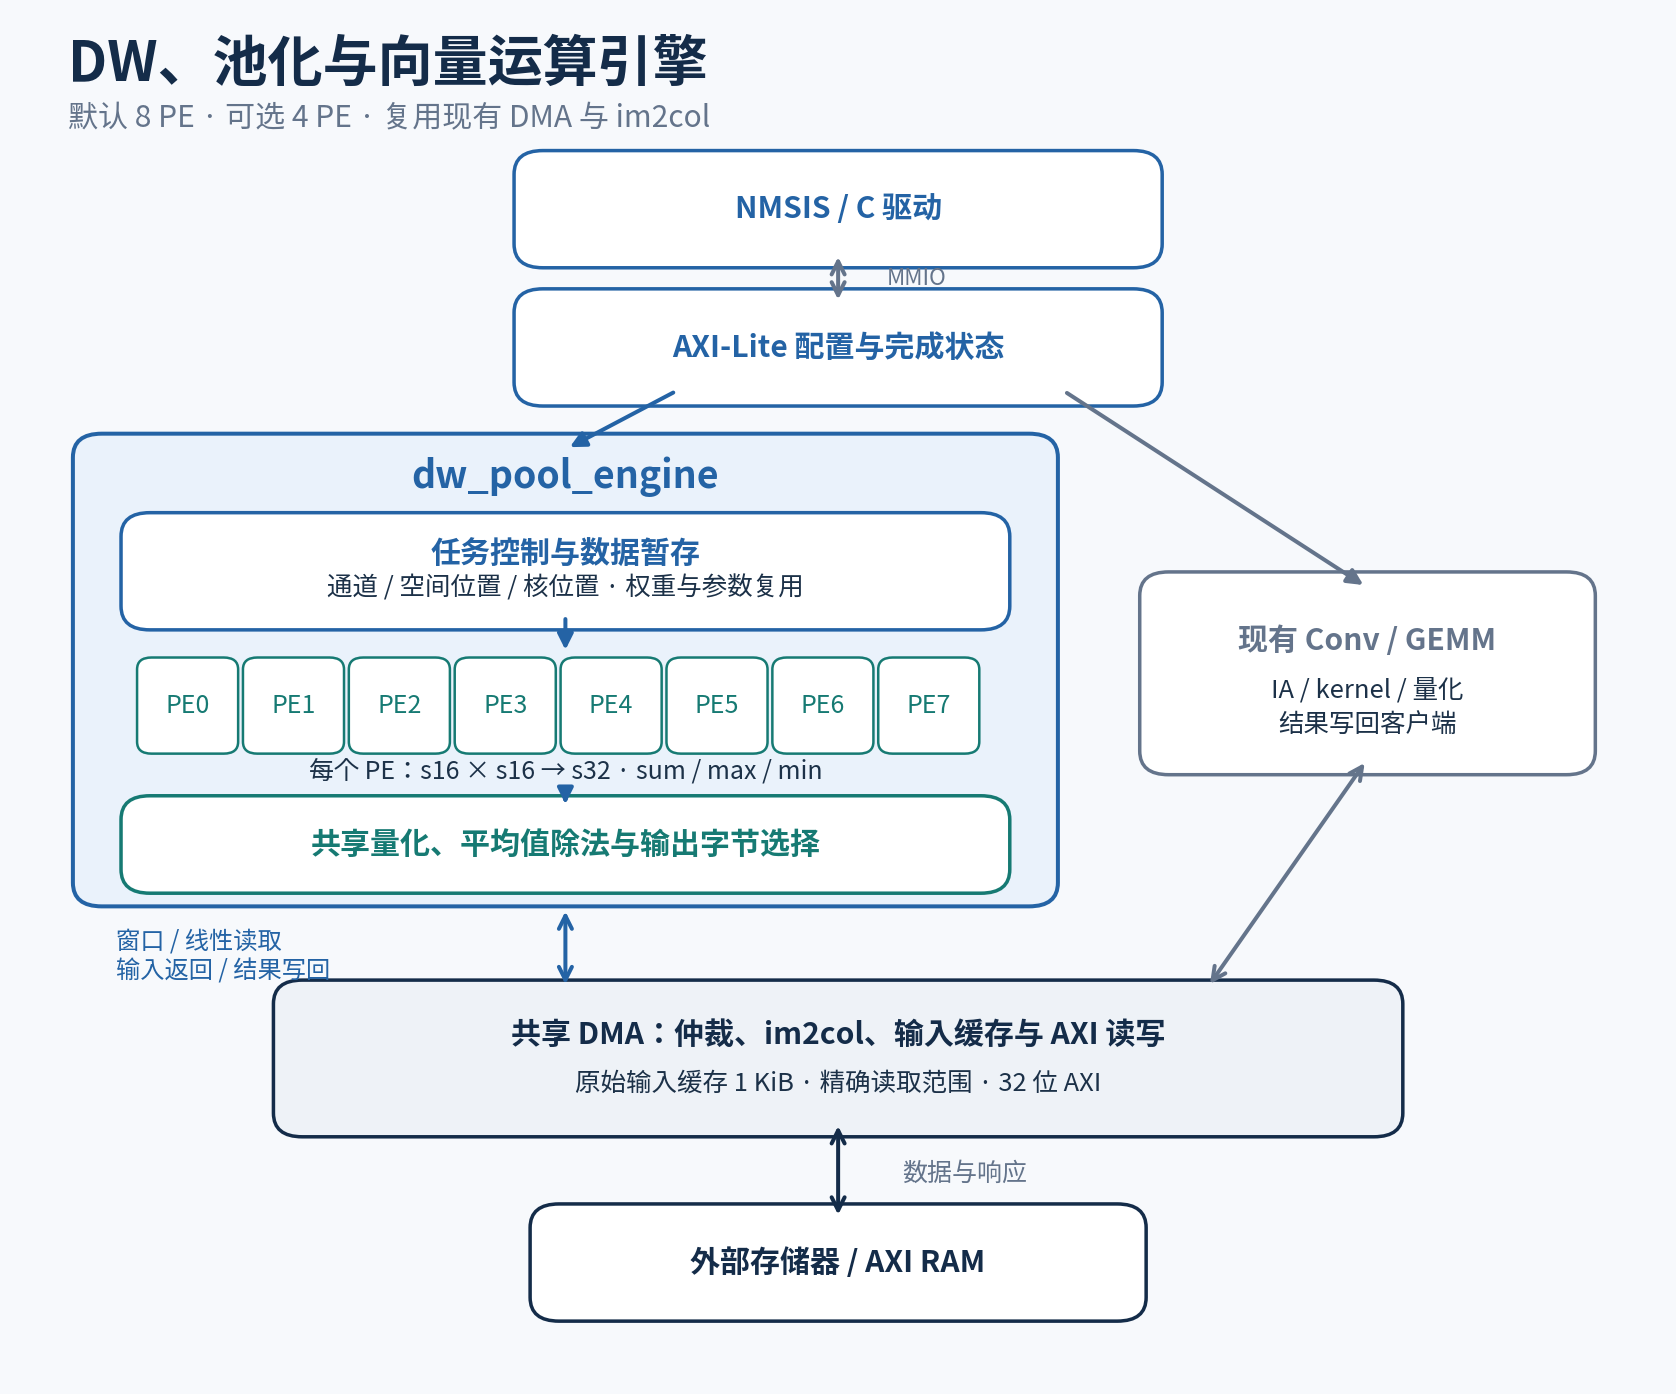 DW、池化与向量运算引擎
默认 8 PE · 可选 4 PE · 复用现有 DMA 与 im2col
NMSIS / C 驱动
MMIO
AXI-Lite 配置与完成状态
dw_pool_engine
任务控制与数据暂存
通道 / 空间位置 / 核位置 · 权重与参数复用
PE0 PE1 PE2 PE3 PE4 PE5 PE6 PE7
每个 PE：s16 × s16 → s32 · sum / max / min
共享量化、平均值除法与输出字节选择
现有 Conv / GEMM
IA / kernel / 量化
结果写回客户端
窗口 / 线性读取
输入返回 / 结果写回
共享 DMA：仲裁、im2col、输入缓存与 AXI 读写
原始输入缓存 1 KiB · 精确读取范围 · 32 位 AXI
数据与响应
外部存储器 / AXI RAM